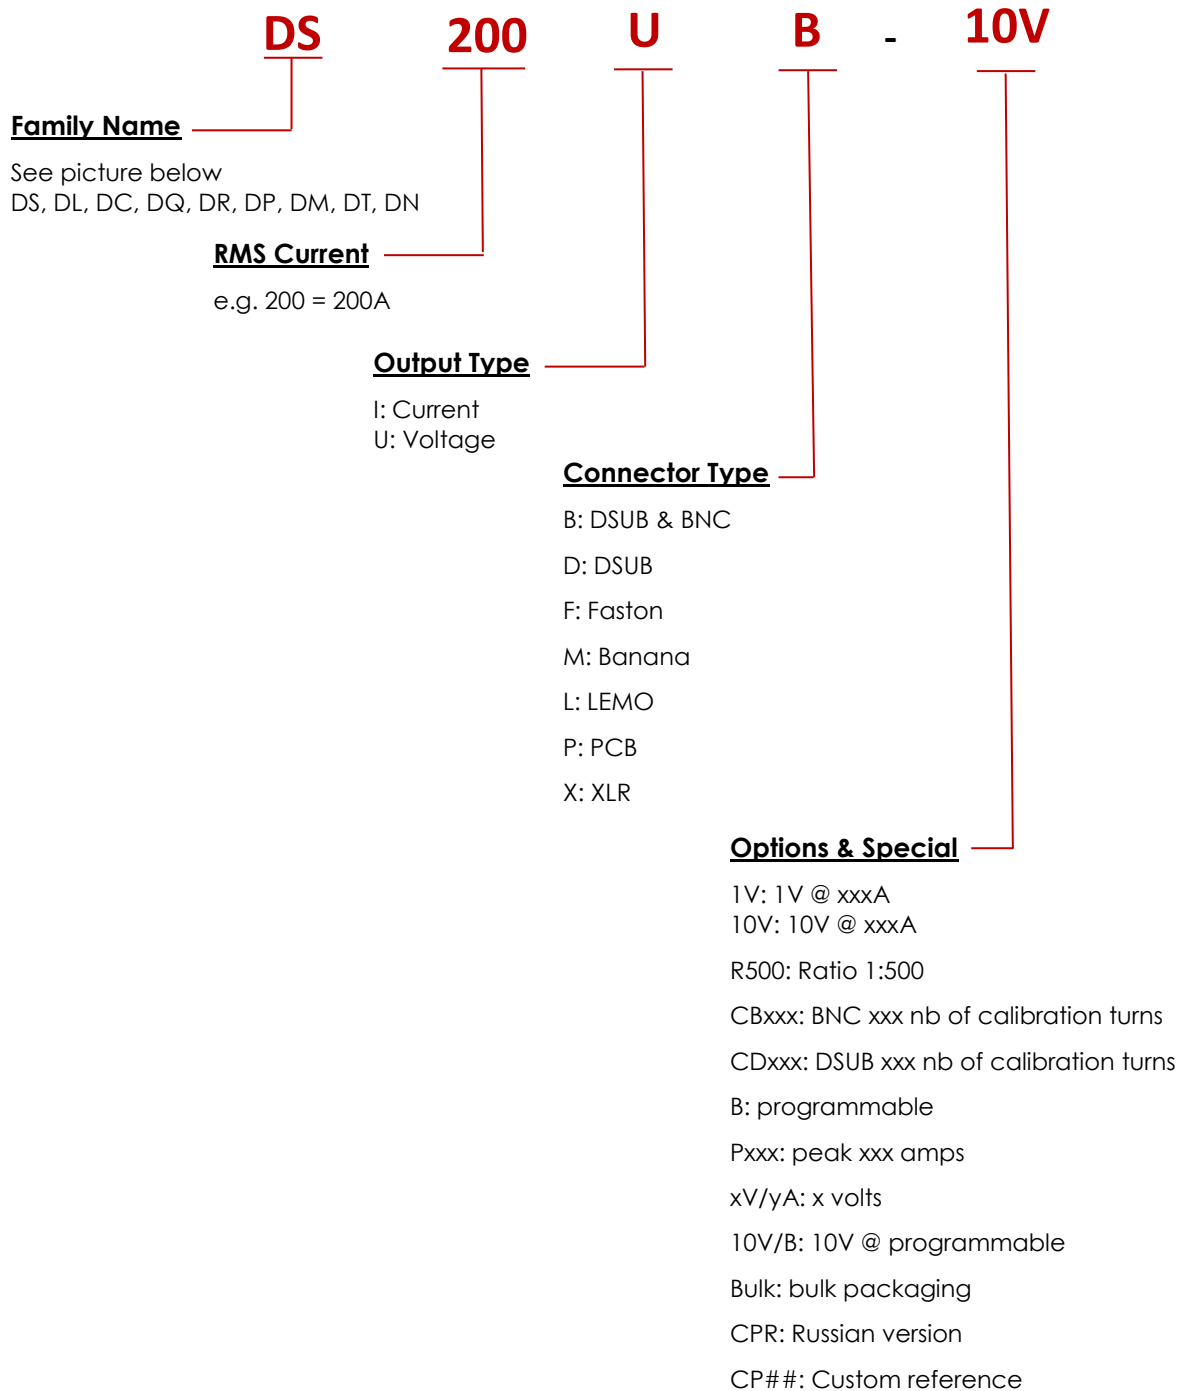 DS 200 U B - 10V
Family Name
See picture below
DS, DL, DC, DQ, DR, DP, DM, DT, DN
RMS Current
e.g. 200 = 200A
Output Type
I: Current
U: Voltage
Connector Type
B: DSUB & BNC
D: DSUB
F: Faston
M: Banana
L: LEMO
P: PCB
X: XLR
Options & Special
1V: 1V @ xxxA
10V: 10V @ xxxA
R500: Ratio 1:500
CBxxx: BNC xxx nb of calibration turns
CDxxx: DSUB xxx nb of calibration turns
B: programmable
Pxxx: peak xxx amps
xV/yA: x volts
10V/B: 10V @ programmable
Bulk: bulk packaging
CPR: Russian version
CP##: Custom reference